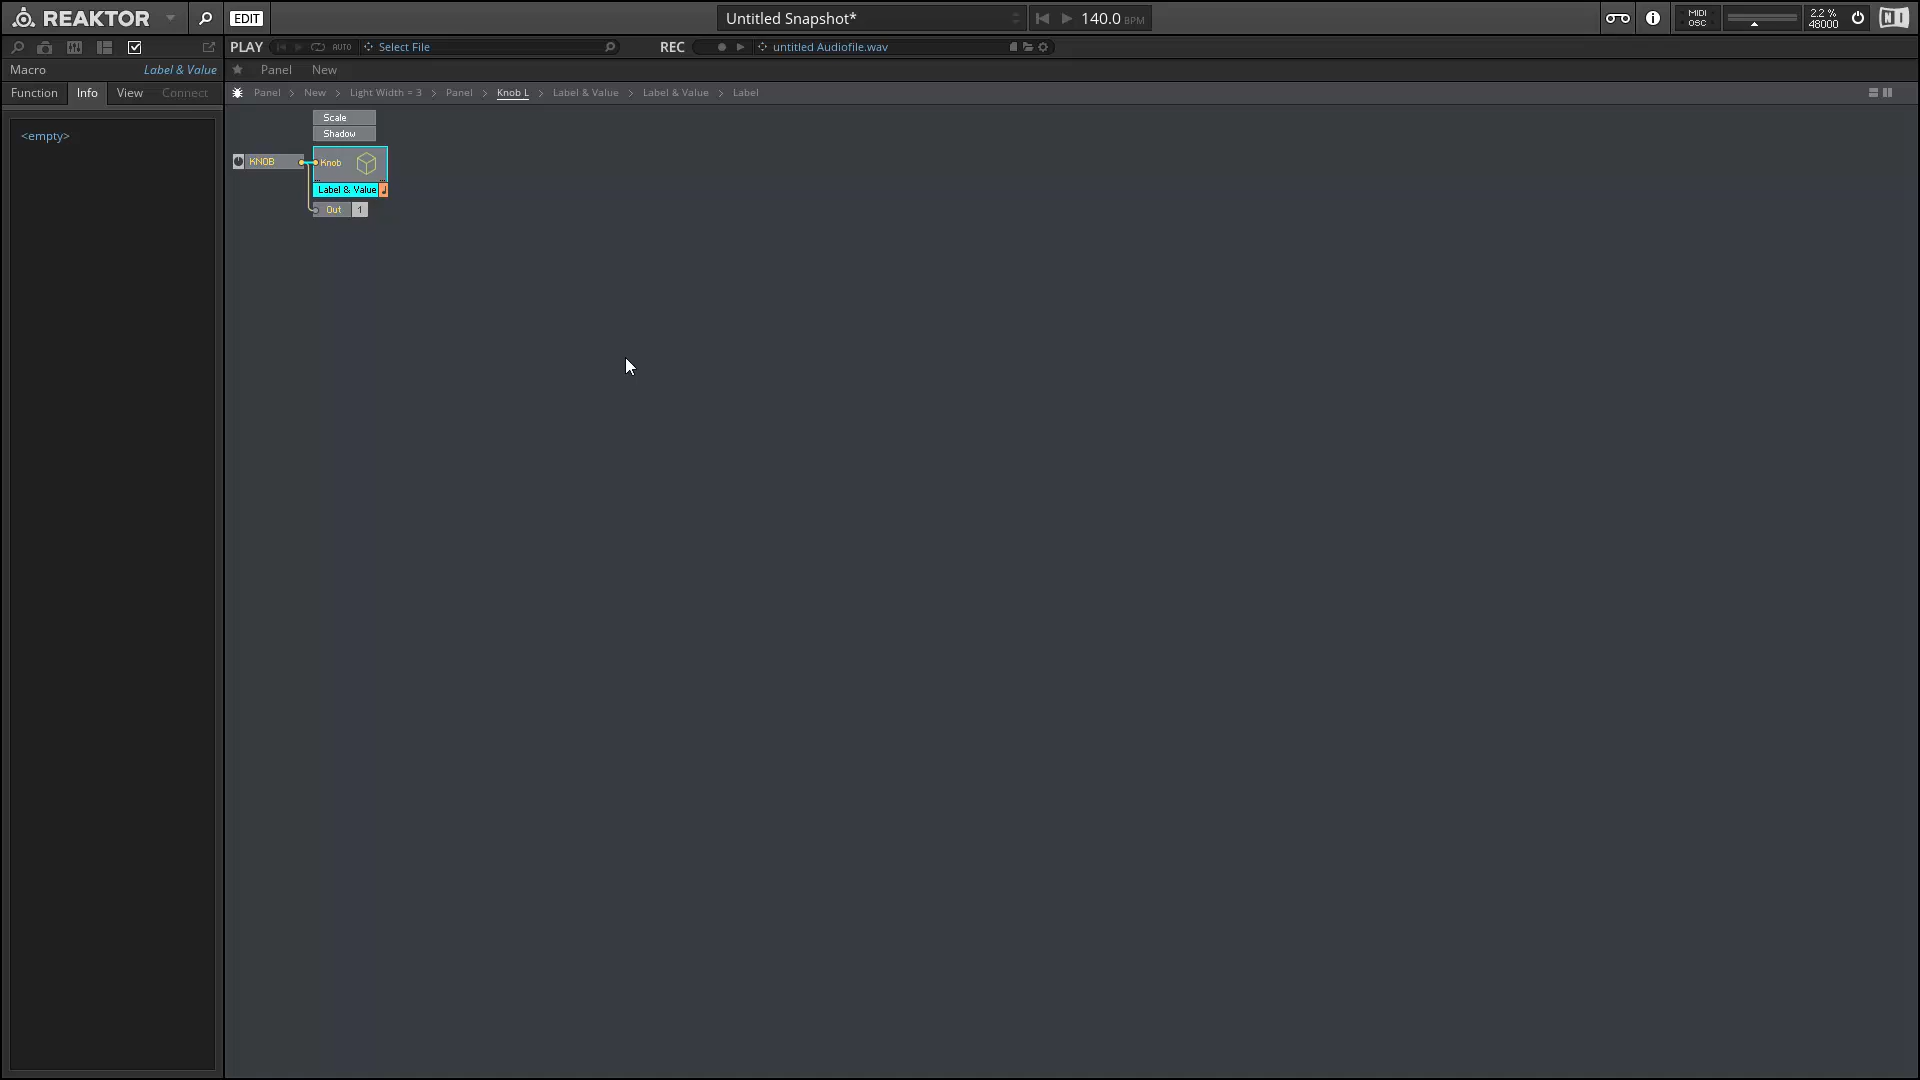 REAKTOR EDIT Untitled Snapshot* 140.0 BPM MIDI OSC 2.2 % 48000 NI
PLAY AUTO Select File REC untitled Audiofile.wav
Macro Label & Value Panel New
Function Info View Connect Panel > New > Light Width = 3 > Panel > Knob L > Label & Value > Label & Value > Label
<empty>
Scale
Shadow
KNOB Knob
Label & Value
Out 1